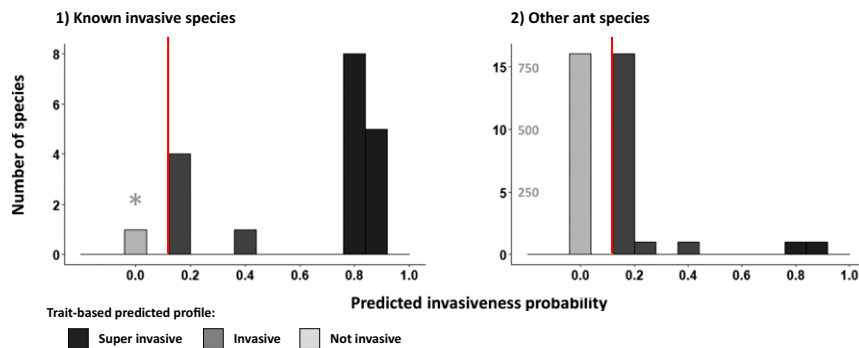 1) Known invasive species
2) Other ant species
Number of species
8
6
4
2
0
*
0.0 0.2 0.4 0.6 0.8 1.0
15 750
10 500
5 250
0
0.0 0.2 0.4 0.6 0.8 1.0
Predicted invasiveness probability
Trait-based predicted profile:
Super invasive Invasive Not invasive